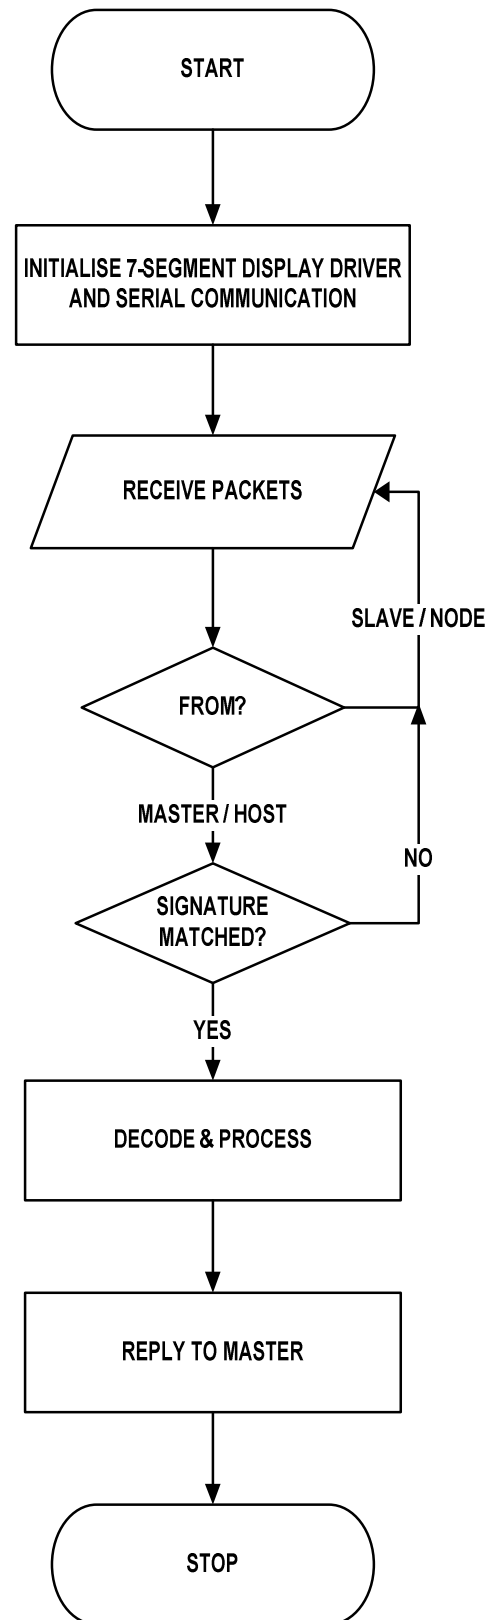 START
INITIALISE 7-SEGMENT DISPLAY DRIVER
AND SERIAL COMMUNICATION
RECEIVE PACKETS
SLAVE / NODE
FROM?
MASTER / HOST
NO
SIGNATURE
MATCHED?
YES
DECODE & PROCESS
REPLY TO MASTER
STOP